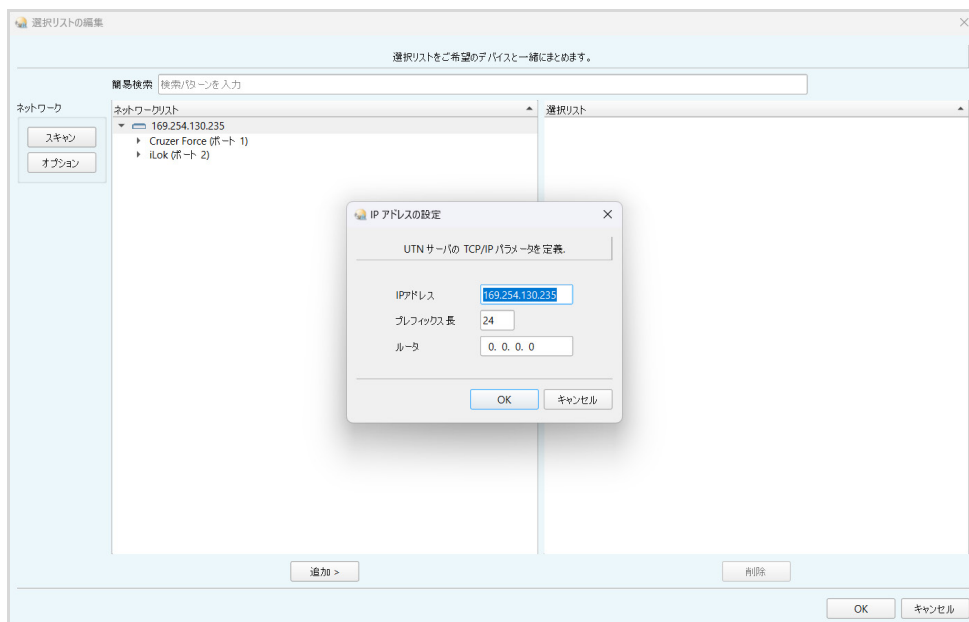 選択リストの編集
選択リストをご希望のデバイスと一緒にまとめます。
簡易検索 検索パターンを入力
ネットワーク
スキャン
オプション
ネットワークリスト
169.254.130.235
Cruzer Force (ポート 1)
iLok (ポート 2)
選択リスト
IP アドレスの設定
UTN サーバの TCP/IP パラメータを定義.
IPアドレス 169.254.130.235
プレフィックス長 24
ルータ 0. 0. 0. 0
OK キャンセル
追加 >
削除
OK キャンセル